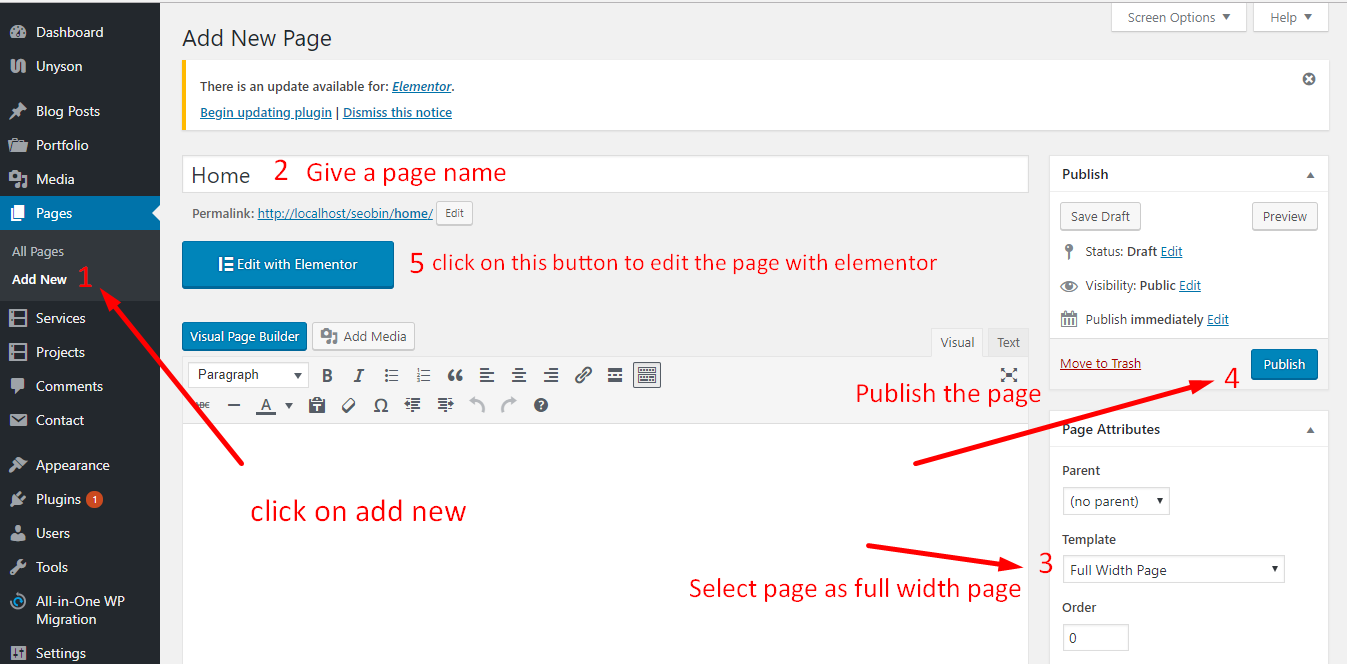 Screen Options
Help
Dashboard
Unyson
Blog Posts
Portfolio
Media
Pages
All Pages
Add New 1
Services
Projects
Comments
Contact
Appearance
Plugins 1
Users
Tools
All-in-One WP
Migration
Settings
Add New Page
There is an update available for: Elementor.
Begin updating plugin | Dismiss this notice
Home 2 Give a page name
Permalink: http://localhost/seobin/home/ Edit
Edit with Elementor 5 click on this button to edit the page with elementor
Visual Page Builder Add Media
Visual Text
Paragraph B I
ABC A Ω
click on add new
Publish the page 4
Select page as full width page 3
Publish
Save Draft Preview
Status: Draft Edit
Visibility: Public Edit
Publish immediately Edit
Move to Trash Publish
Page Attributes
Parent
(no parent)
Template
Full Width Page
Order
0